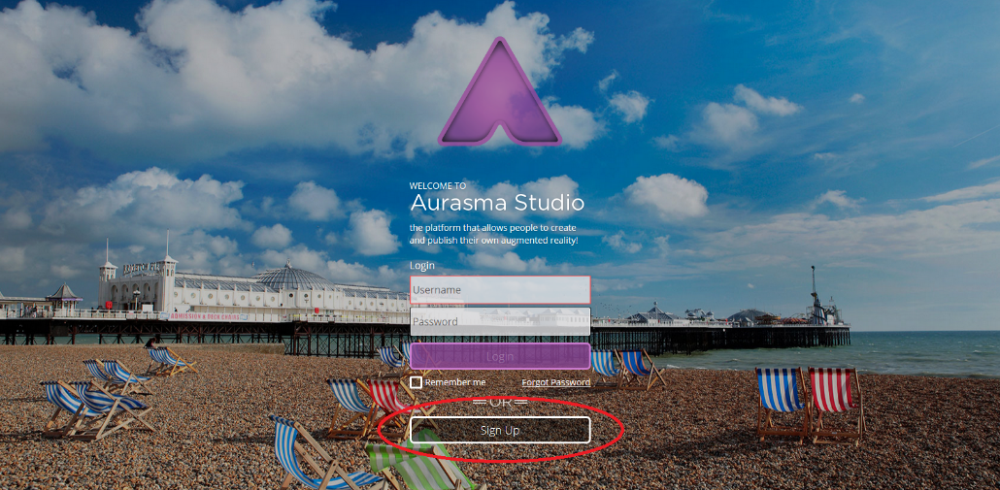 WELCOME TO
Aurasma Studio
the platform that allows people to create
and publish their own augmented reality!
Login
Username
Password
Login
Remember me
Forgot Password
OR
Sign Up